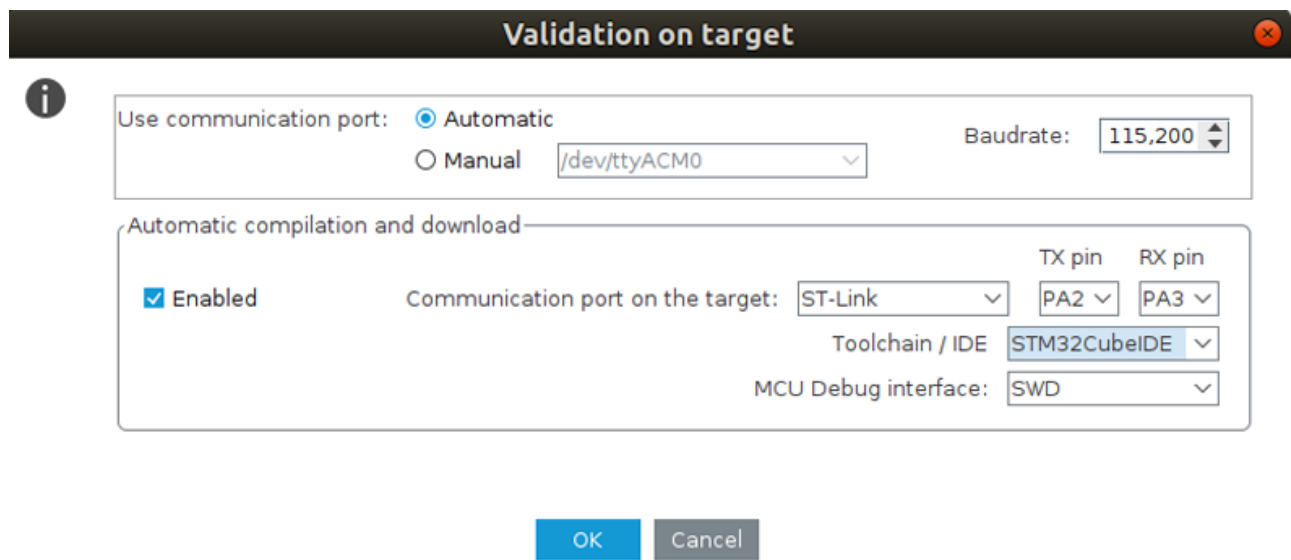 Validation on target
Use communication port: Automatic
Manual /dev/ttyACM0
Baudrate: 115,200
Automatic compilation and download
TX pin RX pin
Enabled Communication port on the target: ST-Link PA2 PA3
Toolchain / IDE STM32CubeIDE
MCU Debug interface: SWD
OK Cancel